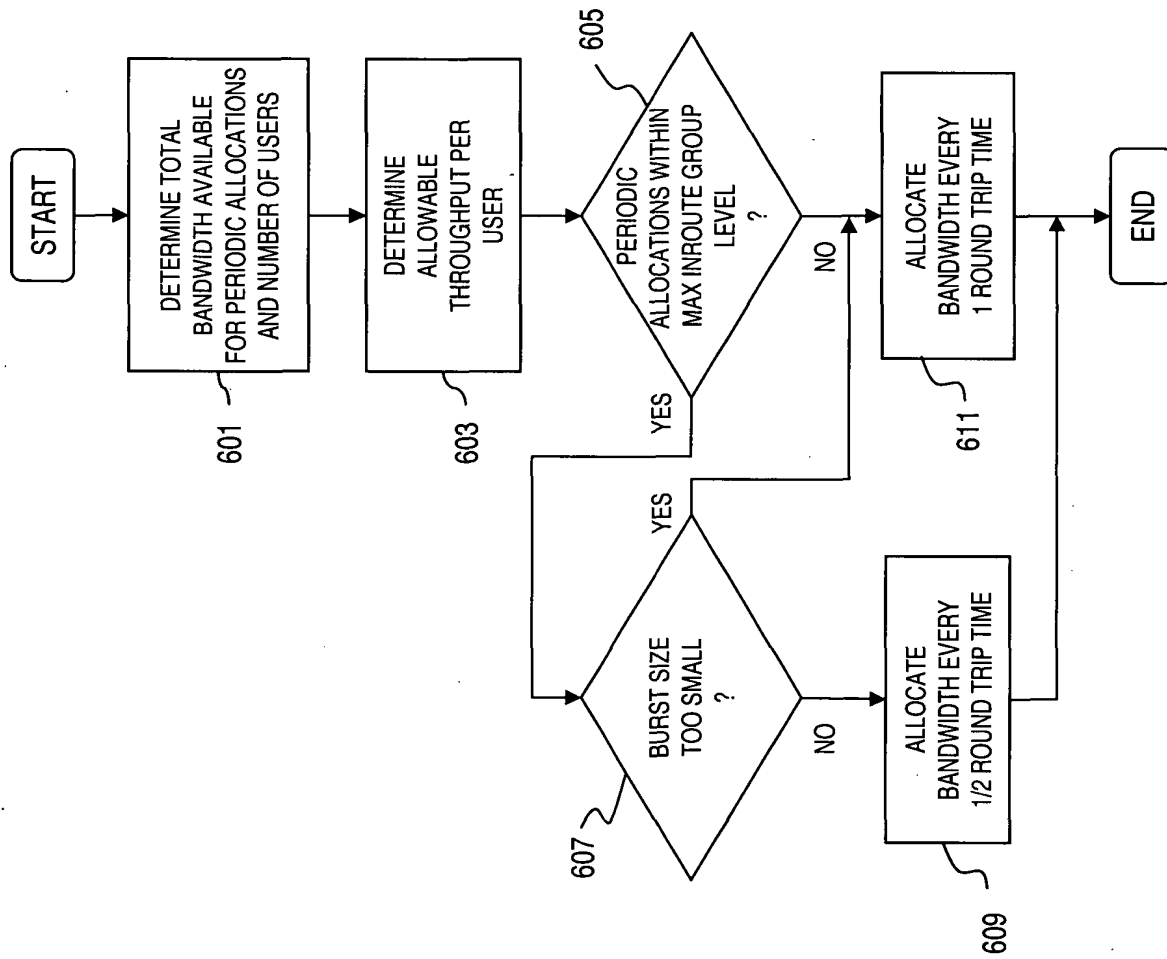 START
DETERMINE TOTAL
BANDWIDTH AVAILABLE
FOR PERIODIC ALLOCATIONS
AND NUMBER OF USERS
601
DETERMINE
ALLOWABLE
THROUGHPUT PER
USER
603
PERIODIC
ALLOCATIONS WITHIN
MAX INROUTE GROUP
LEVEL
?
605
YES
NO
BURST SIZE
TOO SMALL
?
607
YES
NO
ALLOCATE
BANDWIDTH EVERY
1/2 ROUND TRIP TIME
609
ALLOCATE
BANDWIDTH EVERY
1 ROUND TRIP TIME
611
END